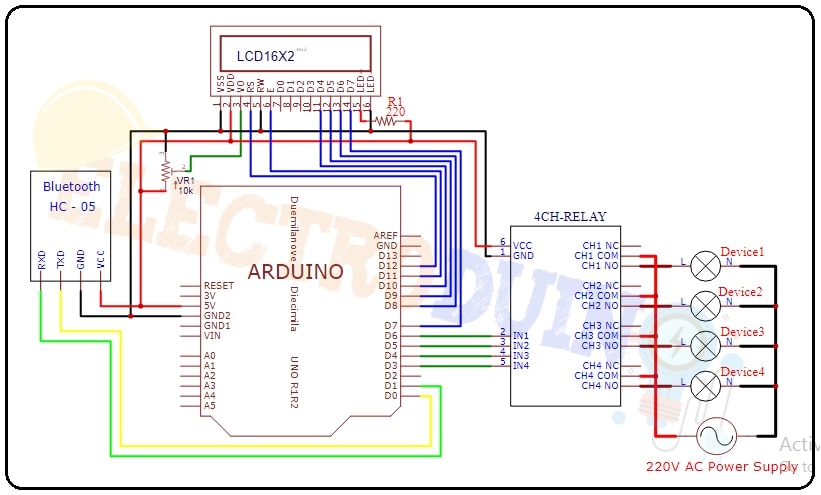 LCD16X2
VSS
VDD
VO
RS
RW
E
D0
D1
D2
D3
D4
D5
D6
D7
LED+
LED-
1
2
3
4
5
6
7
8
9
10
11
12
13
14
15
16
R1
220
VR1
10k
2
Bluetooth
HC - 05
RXD
TXD
GND
VCC
ELECTRODUINO
ARDUINO
Duemilanove Diecimila
UNO R1R2
RESET
3V
5V
GND2
GND1
VIN
A0
A1
A2
A3
A4
A5
AREF
GND
D13
D12
D11
D10
D9
D8
D7
D6
D5
D4
D3
D2
D1
D0
4CH-RELAY
6 VCC
1 GND
2 IN1
3 IN2
4 IN3
5 IN4
CH1 NC
CH1 COM
CH1 NO
CH2 NC
CH2 COM
CH2 NO
CH3 NC
CH3 COM
CH3 NO
CH4 NC
CH4 COM
CH4 NO
Device1
L N
Device2
L N
Device3
L N
Device4
L N
220V AC Power Supply
Activ
to